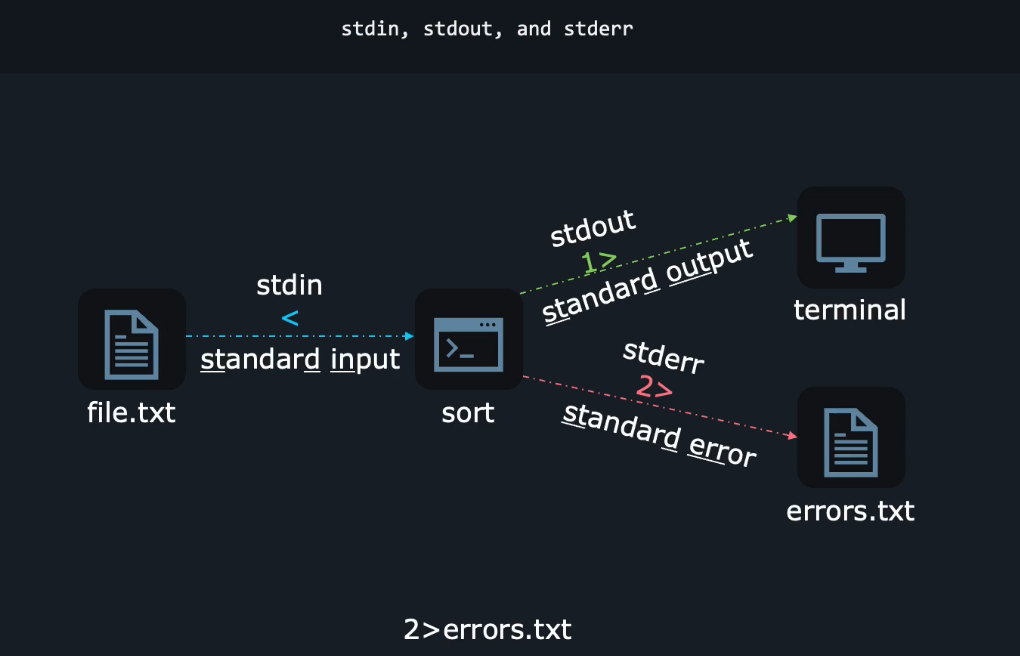 stdin, stdout, and stderr
stdin
<
standard input
file.txt
sort
stdout
1>
standard output
terminal
stderr
2>
standard error
errors.txt
2>errors.txt